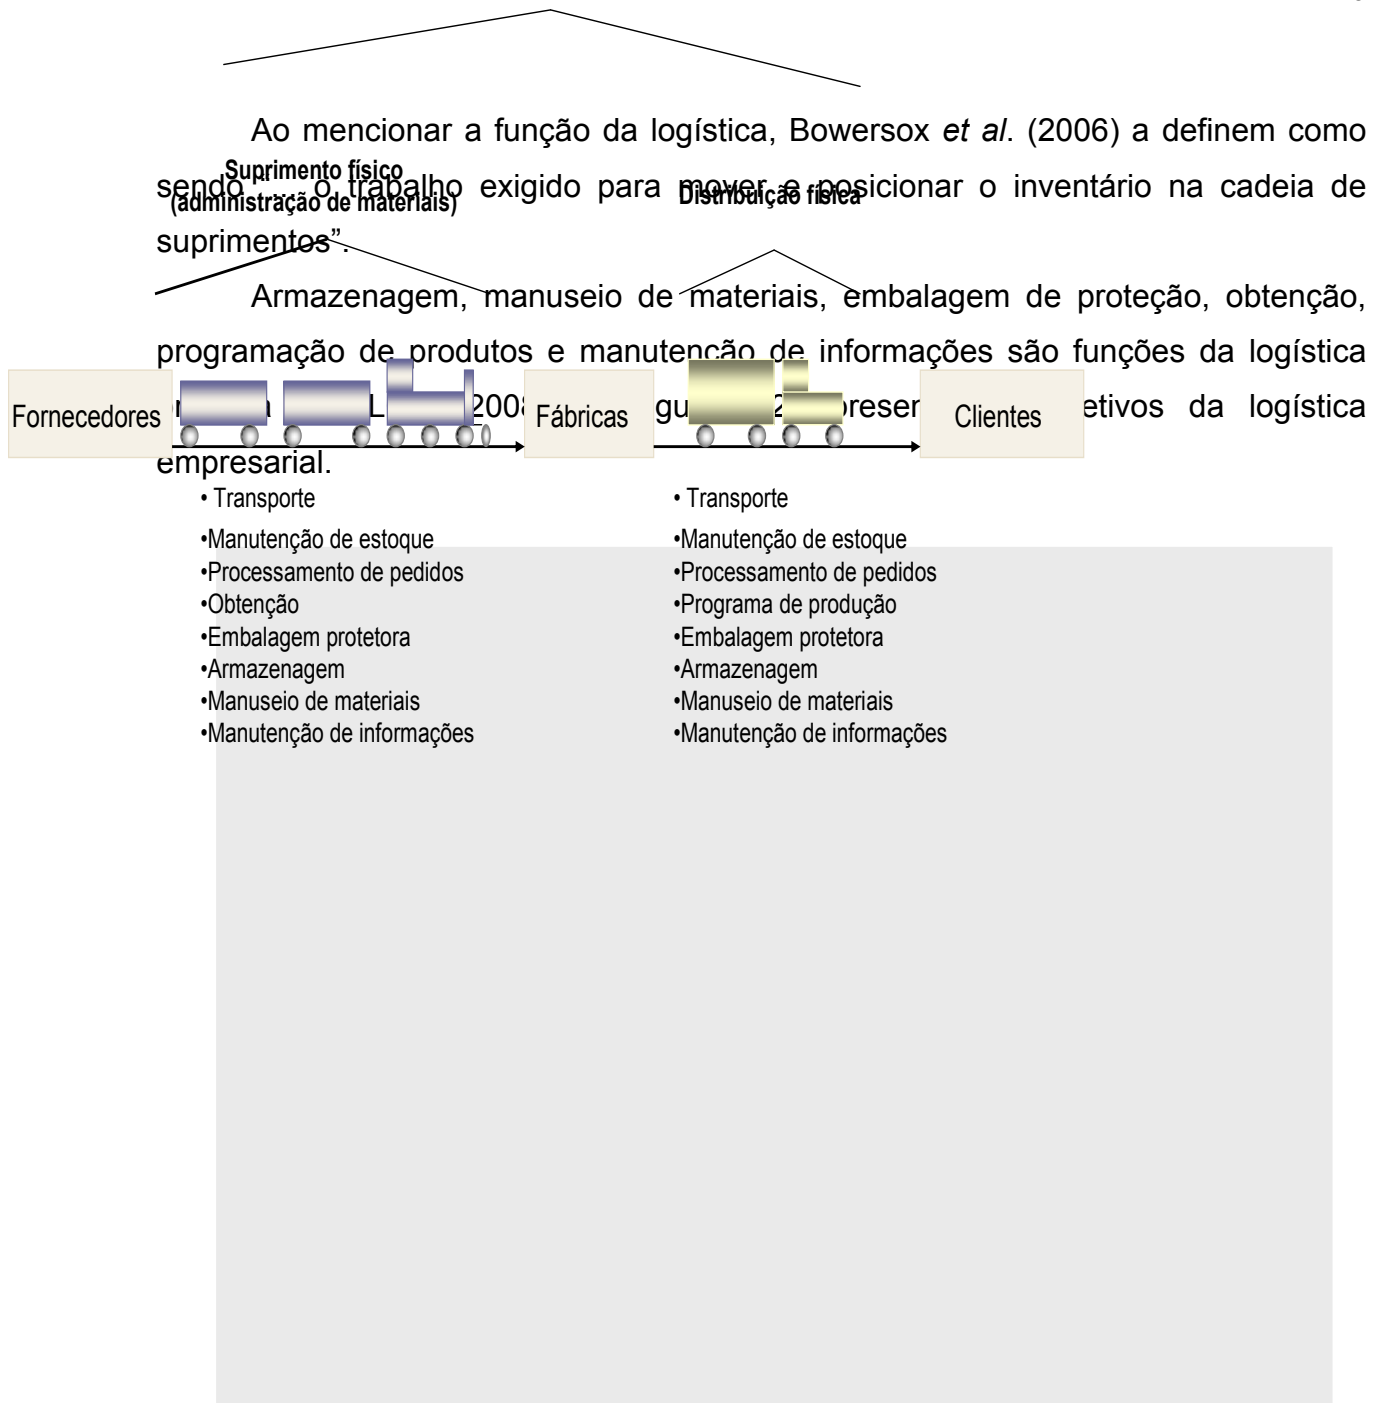 Ao mencionar a função da logística, Bowersox et al. (2006) a definem como
sendo “... o trabalho exigido para mover e posicionar o inventário na cadeia de
suprimentos”.
Suprimento físico
(administração de materiais)
Distribuição física
Armazenagem, manuseio de materiais, embalagem de proteção, obtenção,
programação de produtos e manutenção de informações são funções da logística
2008 da logística
empresarial.
Fornecedores
Fábricas
Clientes
• Transporte
•Manutenção de estoque
•Processamento de pedidos
•Obtenção
•Embalagem protetora
•Armazenagem
•Manuseio de materiais
•Manutenção de informações
• Transporte
•Manutenção de estoque
•Processamento de pedidos
•Programa de produção
•Embalagem protetora
•Armazenagem
•Manuseio de materiais
•Manutenção de informações